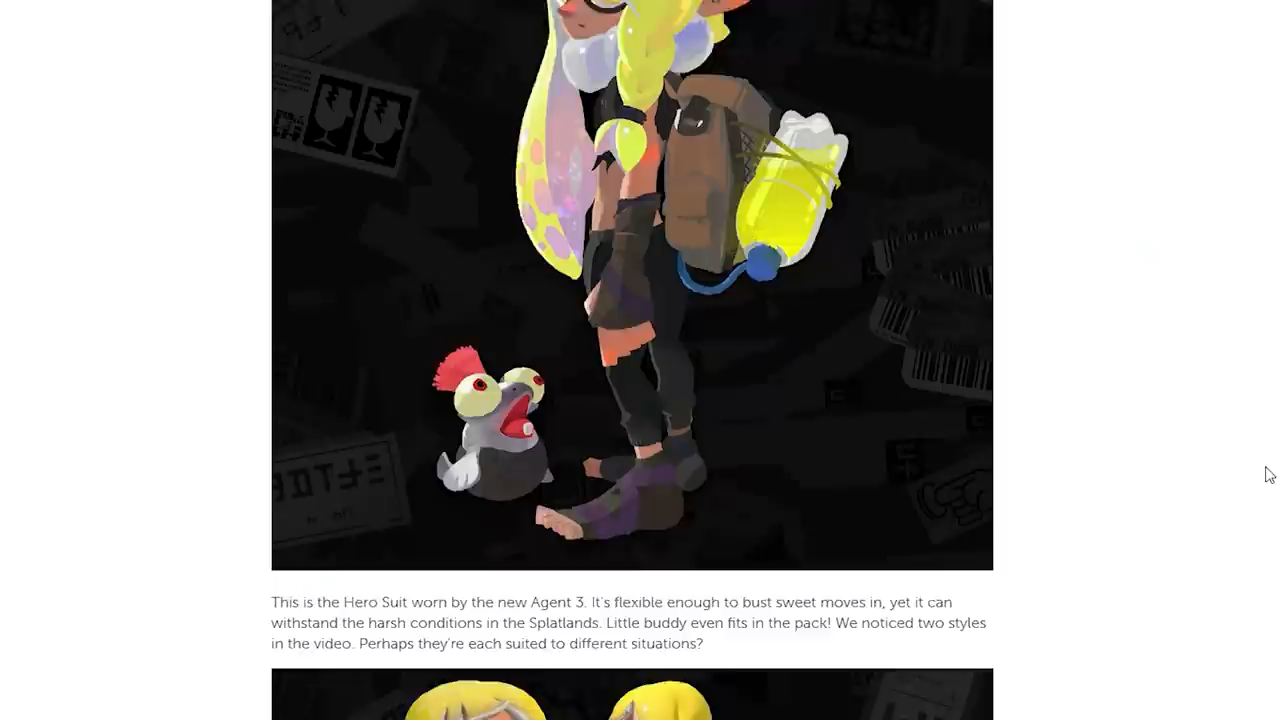 This is the Hero Suit worn by the new Agent 3. It's flexible enough to bust sweet moves in, yet it can
withstand the harsh conditions in the Splatlands. Little buddy even fits in the pack! We noticed two styles
in the video. Perhaps they're each suited to different situations?